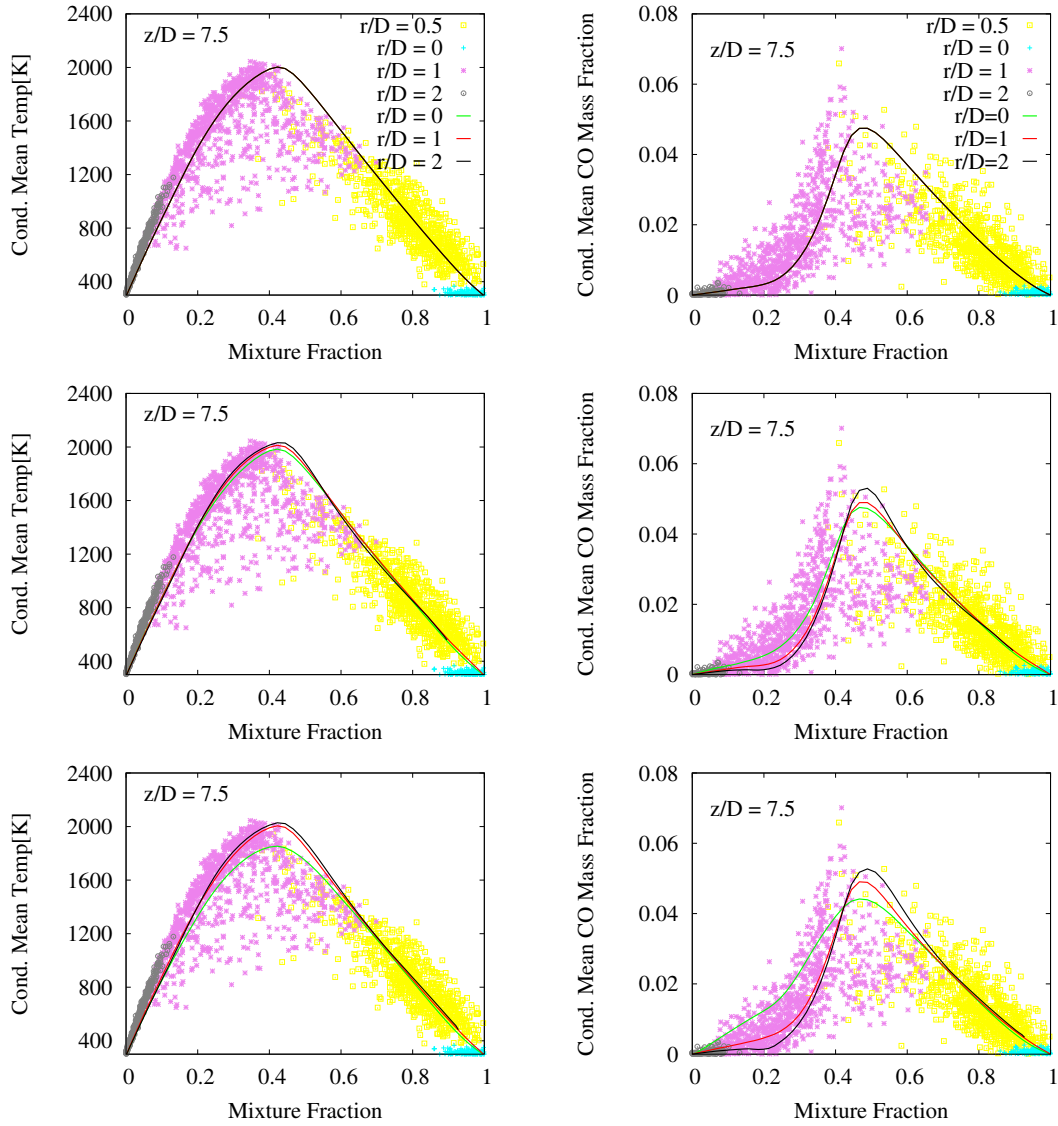 2400
2000
1600
1200
800
400
0
0.2
0.4
0.6
0.8
1
Cond. Mean Temp[K]
Mixture Fraction
z/D = 7.5
r/D = 0.5
r/D = 0
r/D = 1
r/D = 2
r/D = 0
r/D = 1
r/D = 2
0.08
0.06
0.04
0.02
0
0
0.2
0.4
0.6
0.8
1
Cond. Mean CO Mass Fraction
Mixture Fraction
z/D = 7.5
r/D = 0.5
r/D = 0
r/D = 1
r/D = 2
r/D=0
r/D=1
r/D=2
2400
2000
1600
1200
800
400
0
0.2
0.4
0.6
0.8
1
Cond. Mean Temp[K]
Mixture Fraction
z/D = 7.5
0.08
0.06
0.04
0.02
0
0
0.2
0.4
0.6
0.8
1
Cond. Mean CO Mass Fraction
Mixture Fraction
z/D = 7.5
2400
2000
1600
1200
800
400
0
0.2
0.4
0.6
0.8
1
Cond. Mean Temp[K]
Mixture Fraction
z/D = 7.5
0.08
0.06
0.04
0.02
0
0
0.2
0.4
0.6
0.8
1
Cond. Mean CO Mass Fraction
Mixture Fraction
z/D = 7.5